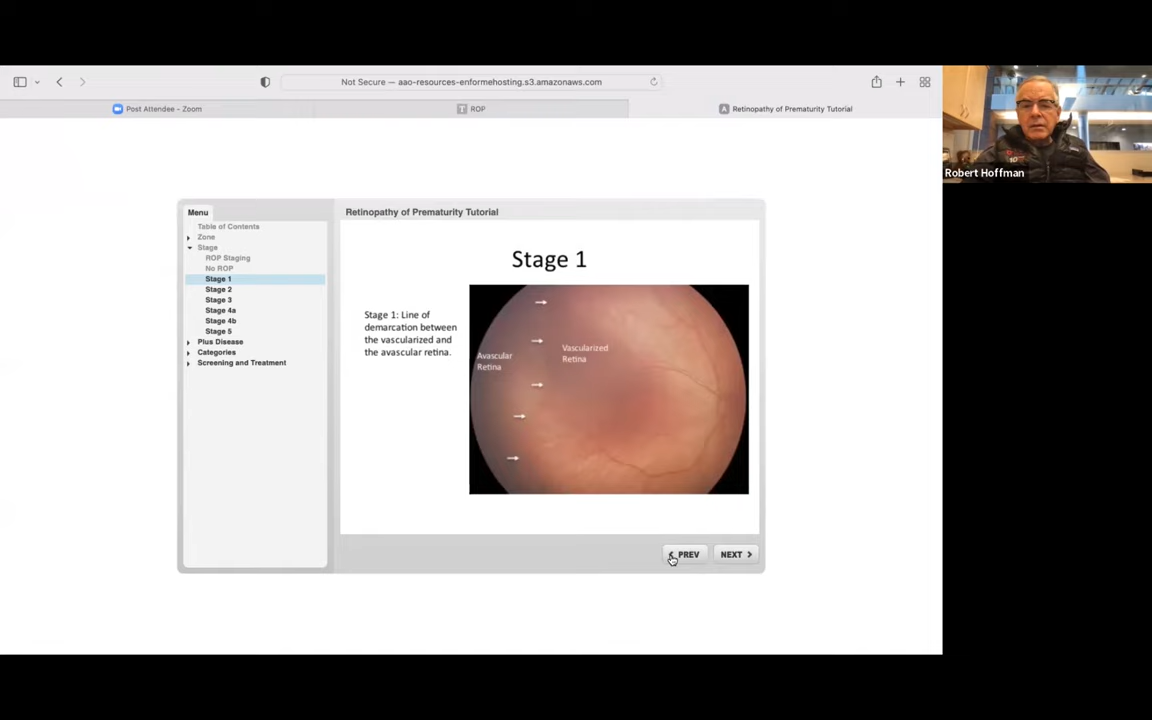 Not Secure — aao-resources-enformehosting.s3.amazonaws.com
Post Attendee - Zoom
ROP
Retinopathy of Prematurity Tutorial
Robert Hoffman
Menu
Table of Contents
Zone
Stage
ROP Staging
No ROP
Stage 1
Stage 2
Stage 3
Stage 4a
Stage 4b
Stage 5
Plus Disease
Categories
Screening and Treatment
Retinopathy of Prematurity Tutorial
Stage 1
Stage 1: Line of
demarcation between
the vascularized and
the avascular retina.
Avascular
Retina
Vascularized
Retina
PREV
NEXT